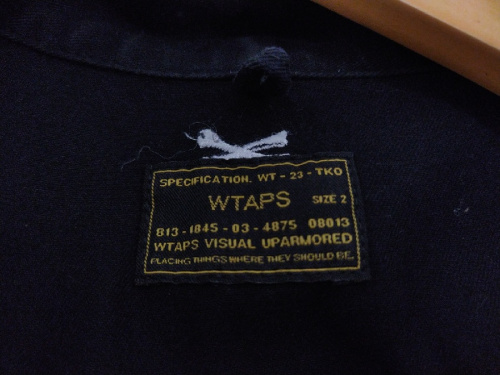 SPECIFICATION. WT - 23 - TKO
WTAPS SIZE 2
813 - 1845 - 03 - 4875 08013
WTAPS VISUAL UPARMORED
PLACING THINGS WHERE THEY SHOULD BE.